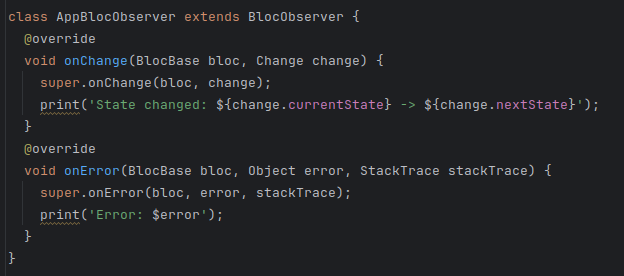 class AppBlocObserver extends BlocObserver {
  @override
  void onChange(BlocBase bloc, Change change) {
    super.onChange(bloc, change);
    print('State changed: ${change.currentState} -> ${change.nextState}');
  }
  @override
  void onError(BlocBase bloc, Object error, StackTrace stackTrace) {
    super.onError(bloc, error, stackTrace);
    print('Error: $error');
  }
}